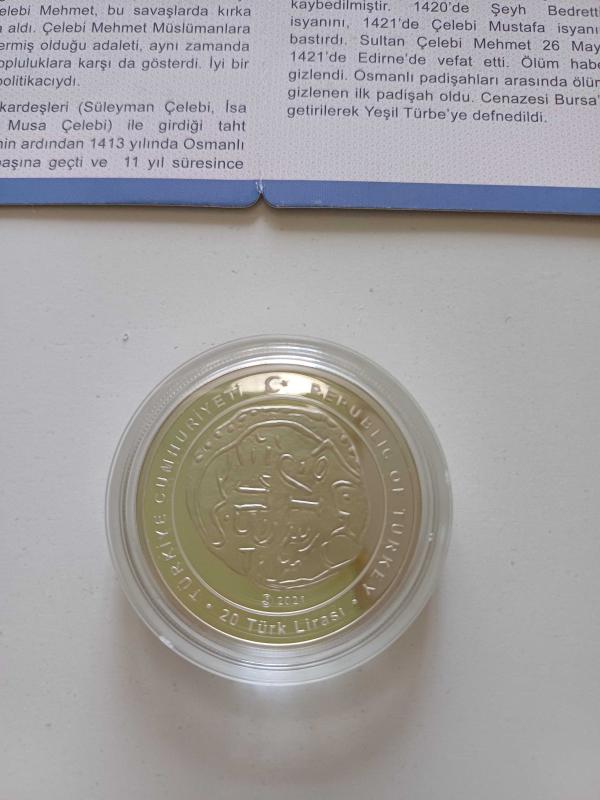 elebi Mehmet, bu savaşlarda kırka
aldı. Çelebi Mehmet Müslümanlara
ermiş olduğu adaleti, aynı zamanda
opluluklara karşı da gösterdi. İyi bir
politikacıydı.
kardeşleri (Süleyman Çelebi, İsa
Musa Çelebi) ile girdiği taht
nin ardından 1413 yılında Osmanlı
başına geçti ve 11 yıl süresince
kaybedilmiştir. 1420'de Şeyh Bedrett
isyanını, 1421'de Çelebi Mustafa isyanı
bastırdı. Sultan Çelebi Mehmet 26 May
1421'de Edirne'de vefat etti. Ölüm habe
gizlendi. Osmanlı padişahları arasında ölüm
gizlenen ilk padişah oldu. Cenazesi Bursa'
getirilerek Yeşil Türbe'ye defnedildi.
TÜRKİYE CUMHURİYETİ REPUBLIC OF TURKEY
2021
• 20 Türk Lirası •